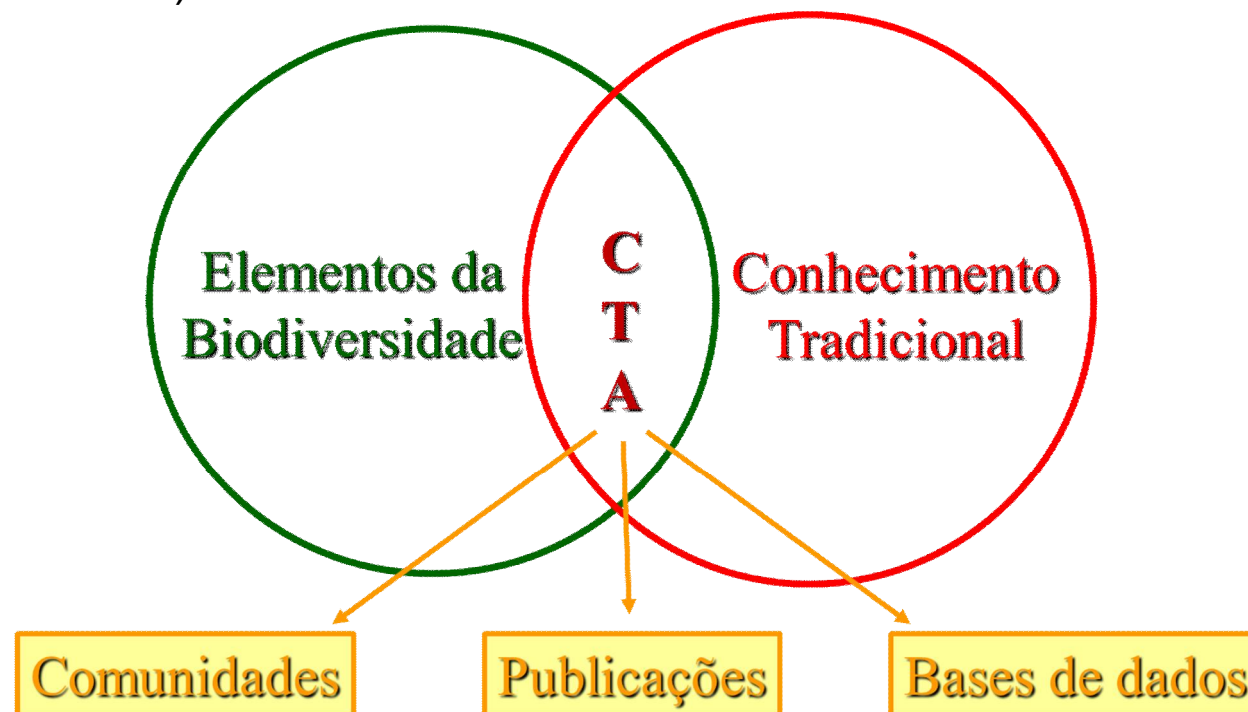 Elementos da
Biodiversidade
C
T
A
Conhecimento
Tradicional
Comunidades
Publicações
Bases de dados